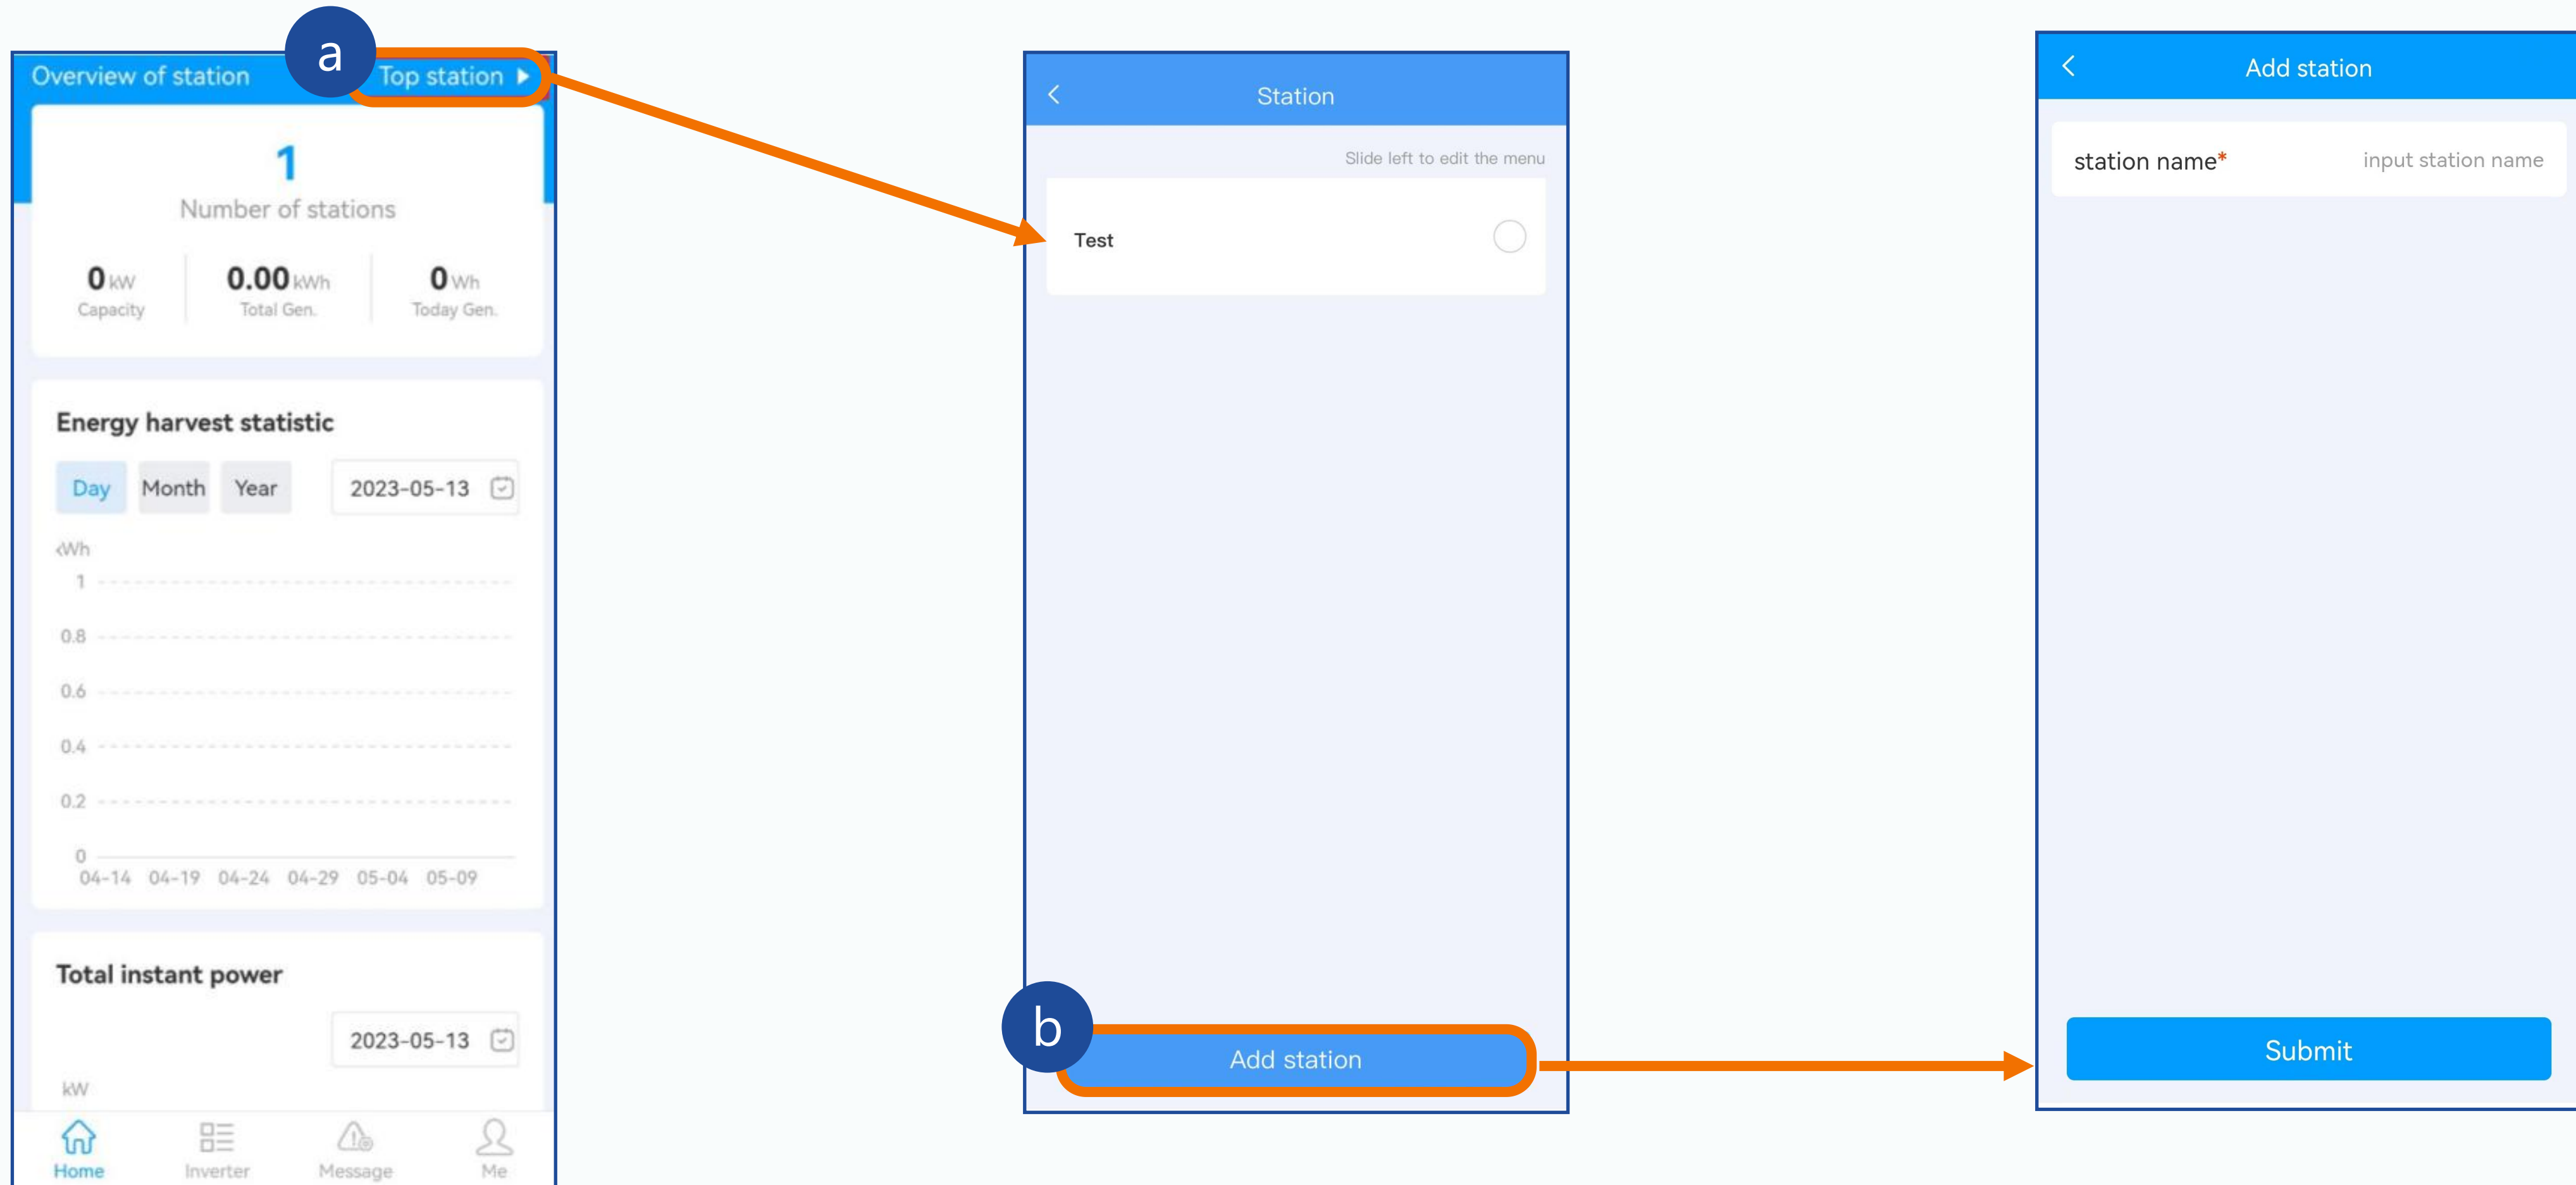 a
Overview of station
Top station
1
Number of stations
0 kW
0.00 kWh
0 Wh
Capacity
Total Gen.
Today Gen.
Energy harvest statistic
Day
Month
Year
2023-05-13
kWh
1
0.8
0.6
0.4
0.2
0
04-14 04-19 04-24 04-29 05-04 05-09
Total instant power
2023-05-13
kW
Home
Inverter
Message
Me
Station
Slide left to edit the menu
Test
b
Add station
Add station
station name*
input station name
Submit